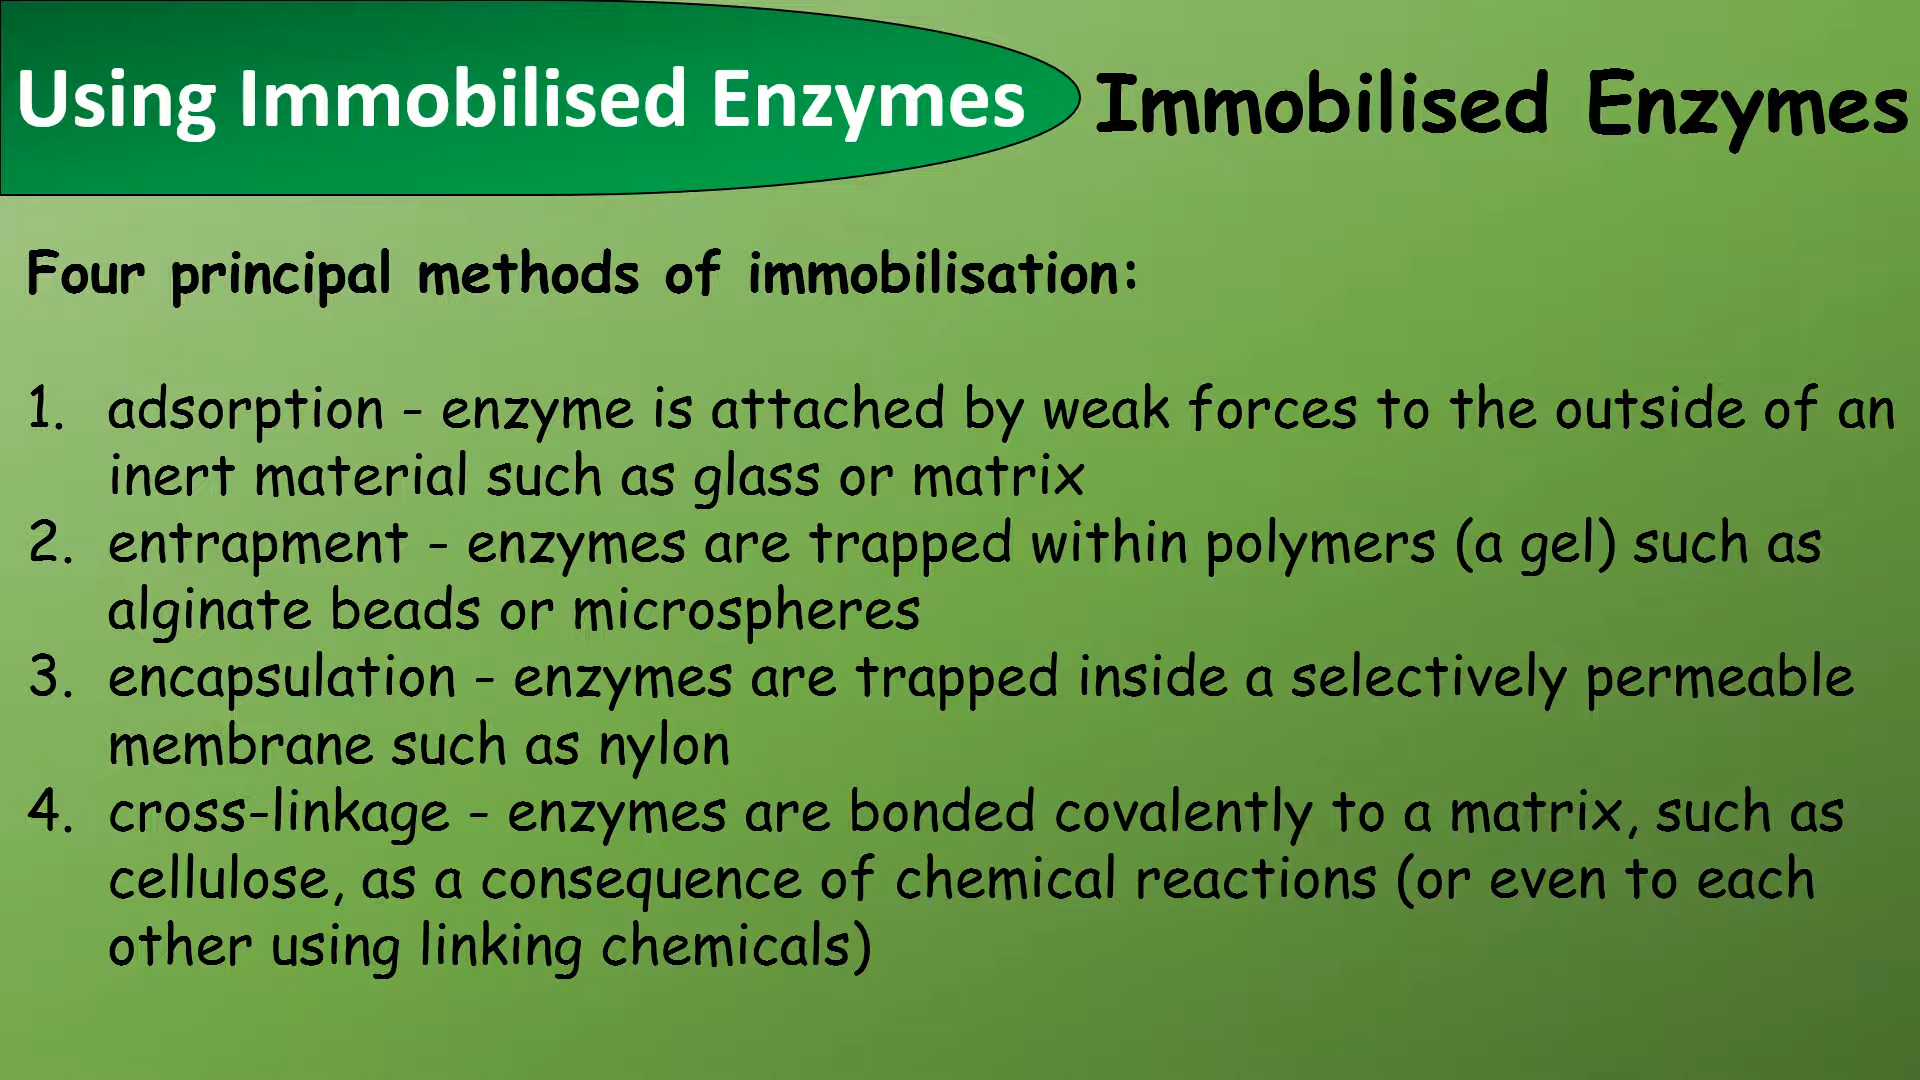 Using Immobilised Enzymes
Immobilised Enzymes
Four principal methods of immobilisation:
1. adsorption - enzyme is attached by weak forces to the outside of an
inert material such as glass or matrix
2. entrapment - enzymes are trapped within polymers (a gel) such as
alginate beads or microspheres
3. encapsulation - enzymes are trapped inside a selectively permeable
membrane such as nylon
4. cross-linkage - enzymes are bonded covalently to a matrix, such as
cellulose, as a consequence of chemical reactions (or even to each
other using linking chemicals)